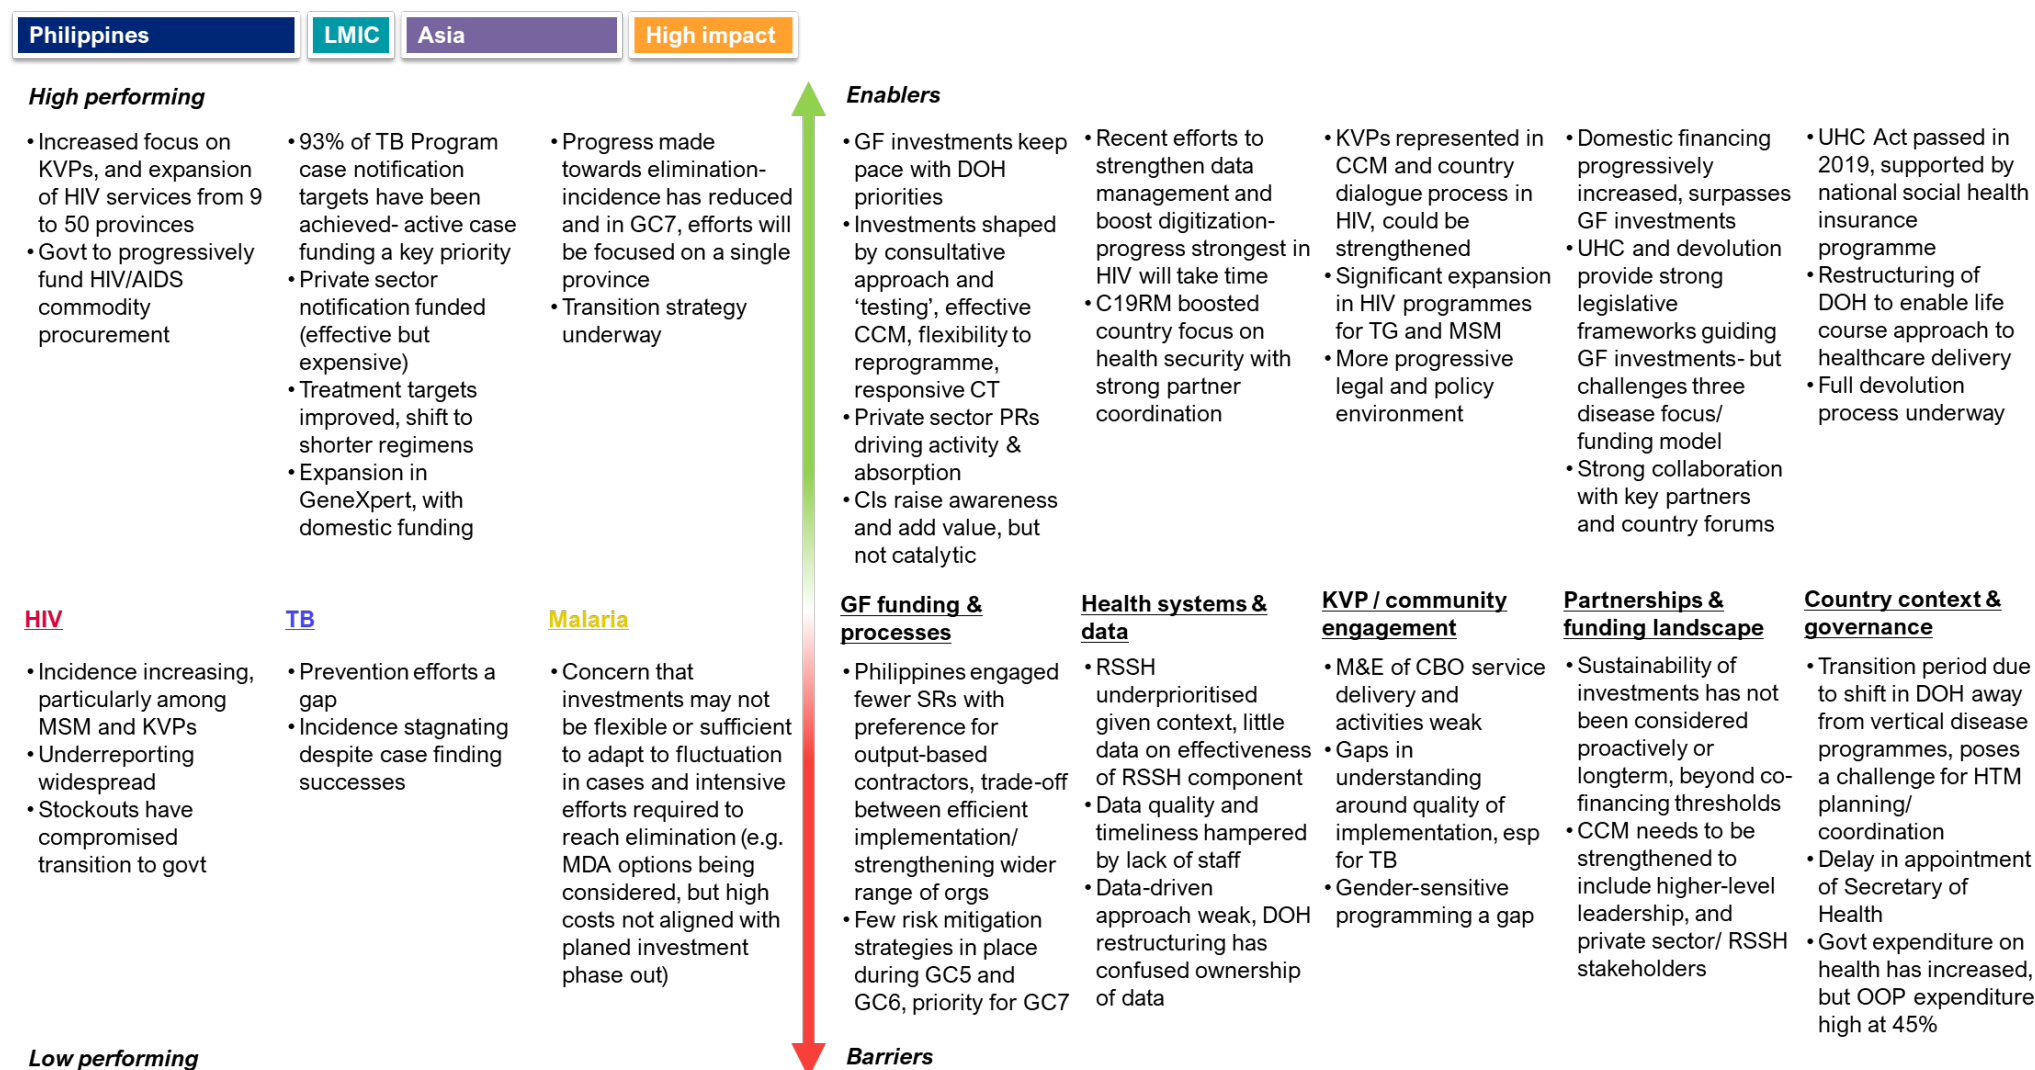 Philippines
LMIC
Asia
High impact
High performing
• Increased focus on
KVPs, and expansion
of HIV services from 9
to 50 provinces
• Govt to progressively
fund HIV/AIDS
commodity
procurement
• 93% of TB Program
case notification
targets have been
achieved- active case
funding a key priority
• Private sector
notification funded
(effective but
expensive)
• Treatment targets
improved, shift to
shorter regimens
• Expansion in
GeneXpert, with
domestic funding
• Progress made
towards elimination-
incidence has reduced
and in GC7, efforts will
be focused on a single
province
• Transition strategy
underway
HIV
TB
Malaria
• Incidence increasing,
particularly among
MSM and KVPs
• Underreporting
widespread
• Stockouts have
compromised
transition to govt
• Prevention efforts a
gap
• Incidence stagnating
despite case finding
successes
• Concern that
investments may not
be flexible or sufficient
to adapt to fluctuation
in cases and intensive
efforts required to
reach elimination (e.g.
MDA options being
considered, but high
costs not aligned with
planed investment
phase out)
Low performing
Enablers
• GF investments keep
pace with DOH
priorities
• Investments shaped
by consultative
approach and
‘testing’, effective
CCM, flexibility to
reprogramme,
responsive CT
• Private sector PRs
driving activity &
absorption
• CIs raise awareness
and add value, but
not catalytic
• Recent efforts to
strengthen data
management and
boost digitization-
progress strongest in
HIV will take time
• C19RM boosted
country focus on
health security with
strong partner
coordination
• KVPs represented in
CCM and country
dialogue process in
HIV, could be
strengthened
• Significant expansion
in HIV programmes
for TG and MSM
• More progressive
legal and policy
environment
• Domestic financing
progressively
increased, surpasses
GF investments
• UHC and devolution
provide strong
legislative
frameworks guiding
GF investments- but
challenges three
disease focus/
funding model
• Strong collaboration
with key partners
and country forums
• UHC Act passed in
2019, supported by
national social health
insurance
programme
• Restructuring of
DOH to enable life
course approach to
healthcare delivery
• Full devolution
process underway
GF funding &
processes
Health systems &
data
KVP / community
engagement
Partnerships &
funding landscape
Country context &
governance
• Philippines engaged
fewer SRs with
preference for
output-based
contractors, trade-off
between efficient
implementation/
strengthening wider
range of orgs
• Few risk mitigation
strategies in place
during GC5 and
GC6, priority for GC7
• RSSH
underprioritised
given context, little
data on effectiveness
of RSSH component
• Data quality and
timeliness hampered
by lack of staff
• Data-driven
approach weak, DOH
restructuring has
confused ownership
of data
• M&E of CBO service
delivery and
activities weak
• Gaps in
understanding
around quality of
implementation, esp
for TB
• Gender-sensitive
programming a gap
• Sustainability of
investments has not
been considered
proactively or
longterm, beyond co-
financing thresholds
• CCM needs to be
strengthened to
include higher-level
leadership, and
private sector/ RSSH
stakeholders
• Transition period due
to shift in DOH away
from vertical disease
programmes, poses
a challenge for HTM
planning/
coordination
• Delay in appointment
of Secretary of
Health
• Govt expenditure on
health has increased,
but OOP expenditure
high at 45%
Barriers